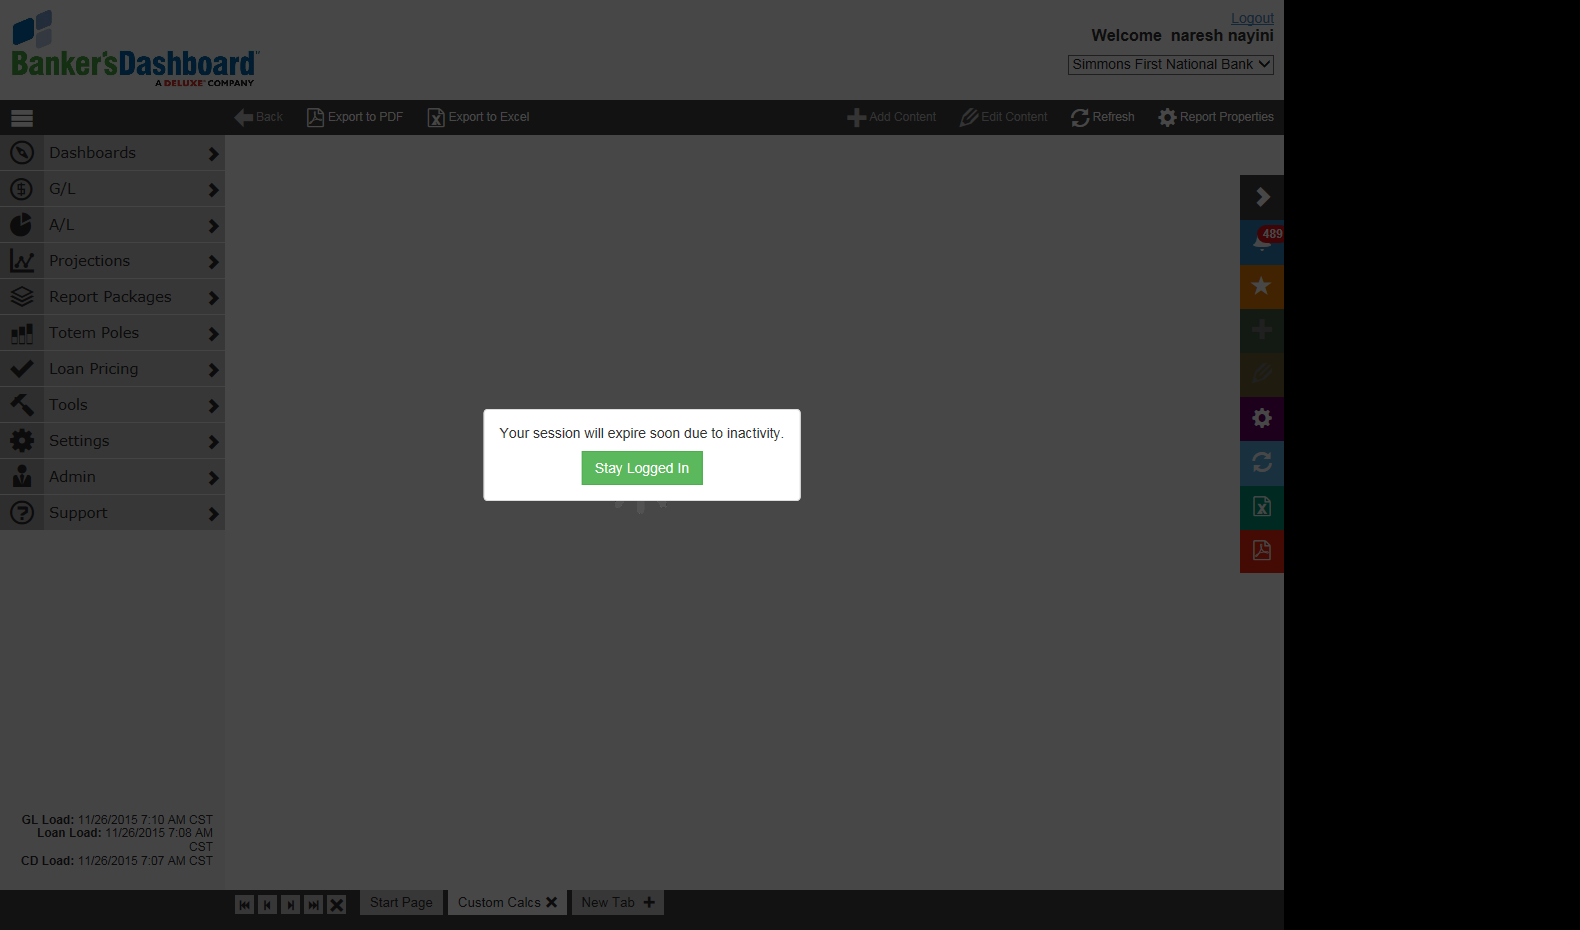 Logout
Banker'sDashboard™
A DELUXE COMPANY
Welcome naresh nayini
Simmons First National Bank
Back
Export to PDF
Export to Excel
Add Content
Edit Content
Refresh
Report Properties
Dashboards
G/L
A/L
Projections
Report Packages
Totem Poles
Loan Pricing
Tools
Settings
Admin
Support
489
Your session will expire soon due to inactivity.
Stay Logged In
GL Load: 11/26/2015 7:10 AM CST
Loan Load: 11/26/2015 7:08 AM
CST
CD Load: 11/26/2015 7:07 AM CST
Start Page
Custom Calcs
New Tab